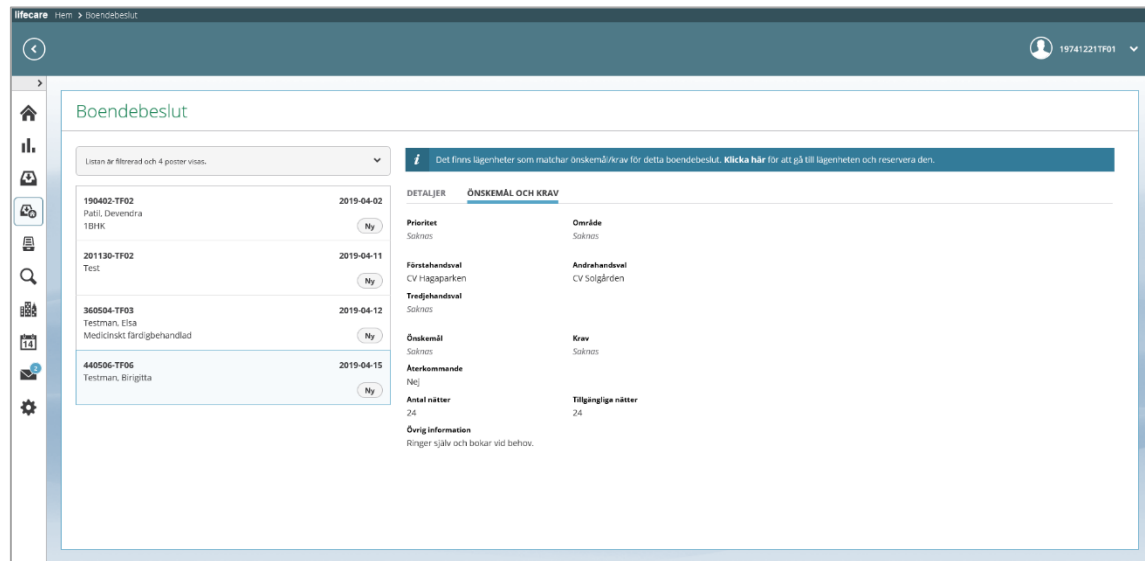 lifecare Hem > Boendebeslut
19741221TF01
Boendebeslut
Listan är filtrerad och 4 poster visas.
190402-TF02 2019-04-02
Patil, Devendra
1BHK Ny
201130-TF02 2019-04-11
Test
Ny
360504-TF03 2019-04-12
Testman, Elsa
Medicinskt färdigbehandlad Ny
440506-TF06 2019-04-15
Testman, Birigitta
Ny
i Det finns lägenheter som matchar önskemål/krav för detta boendebeslut. Klicka här för att gå till lägenheten och reservera den.
DETALJER ÖNSKEMÅL OCH KRAV
Prioritet Område
Saknas Saknas
Förstahandsval Andrahandsval
CV Hagaparken CV Solgården
Tredjehandsval
Saknas
Önskemål Krav
Saknas Saknas
Återkommande
Nej
Antal nätter Tillgängliga nätter
24 24
Övrig information
Ringer själv och bokar vid behov.
14
2